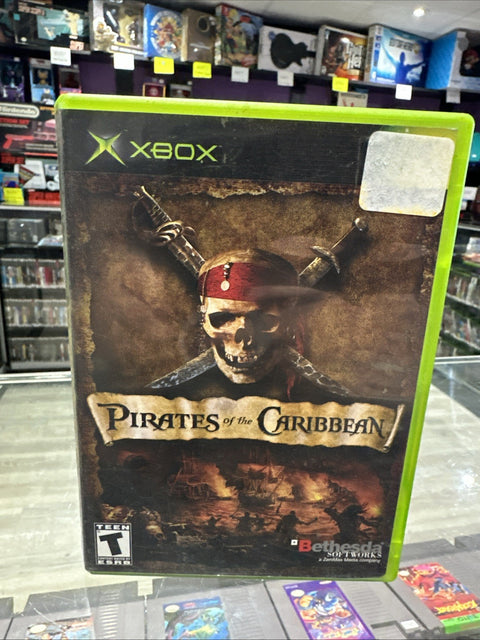 XBOX
PIRATES of the CARIBBEAN
TEEN
T
ESRB
Bethesda
SOFTWORKS
a ZeniMax Media company